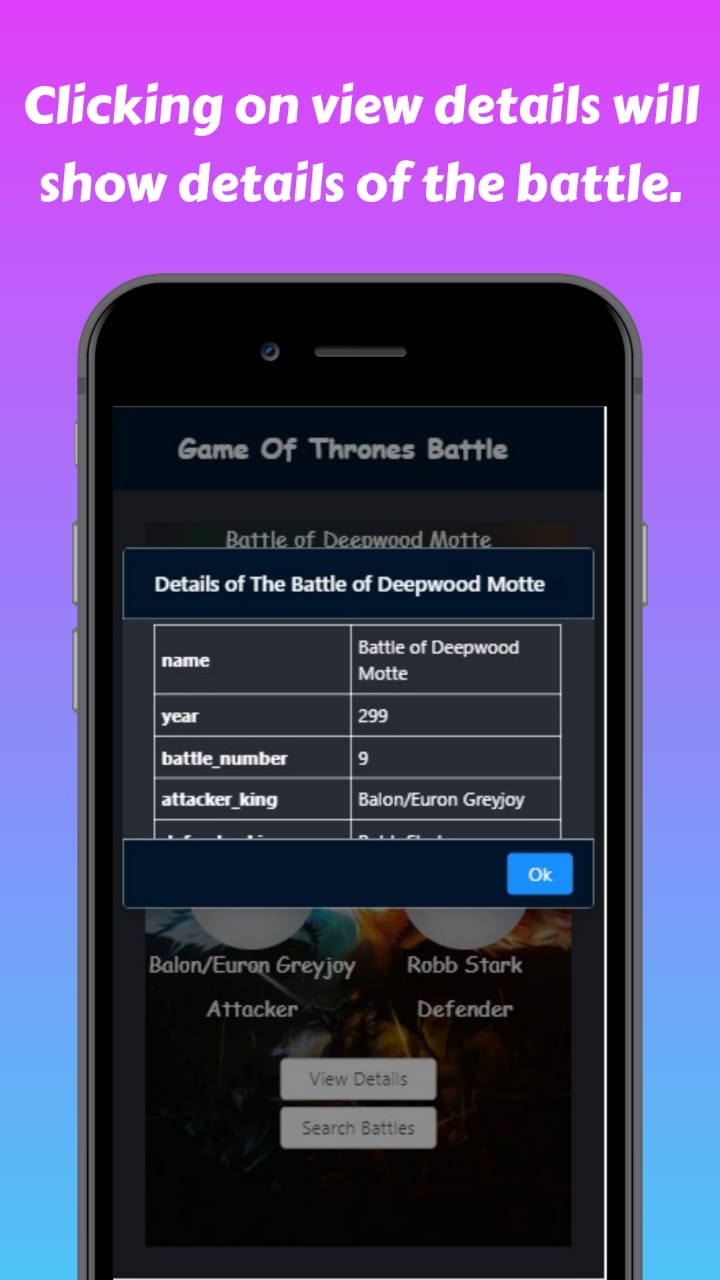 Clicking on view details will
show details of the battle.
Game Of Thrones Battle
Battle of Deepwood Motte
Details of The Battle of Deepwood Motte
name
Battle of Deepwood
Motte
year
299
battle_number
9
attacker_king
Balon/Euron Greyjoy
Ok
Balon/Euron Greyjoy
Robb Stark
Attacker
Defender
View Details
Search Battles